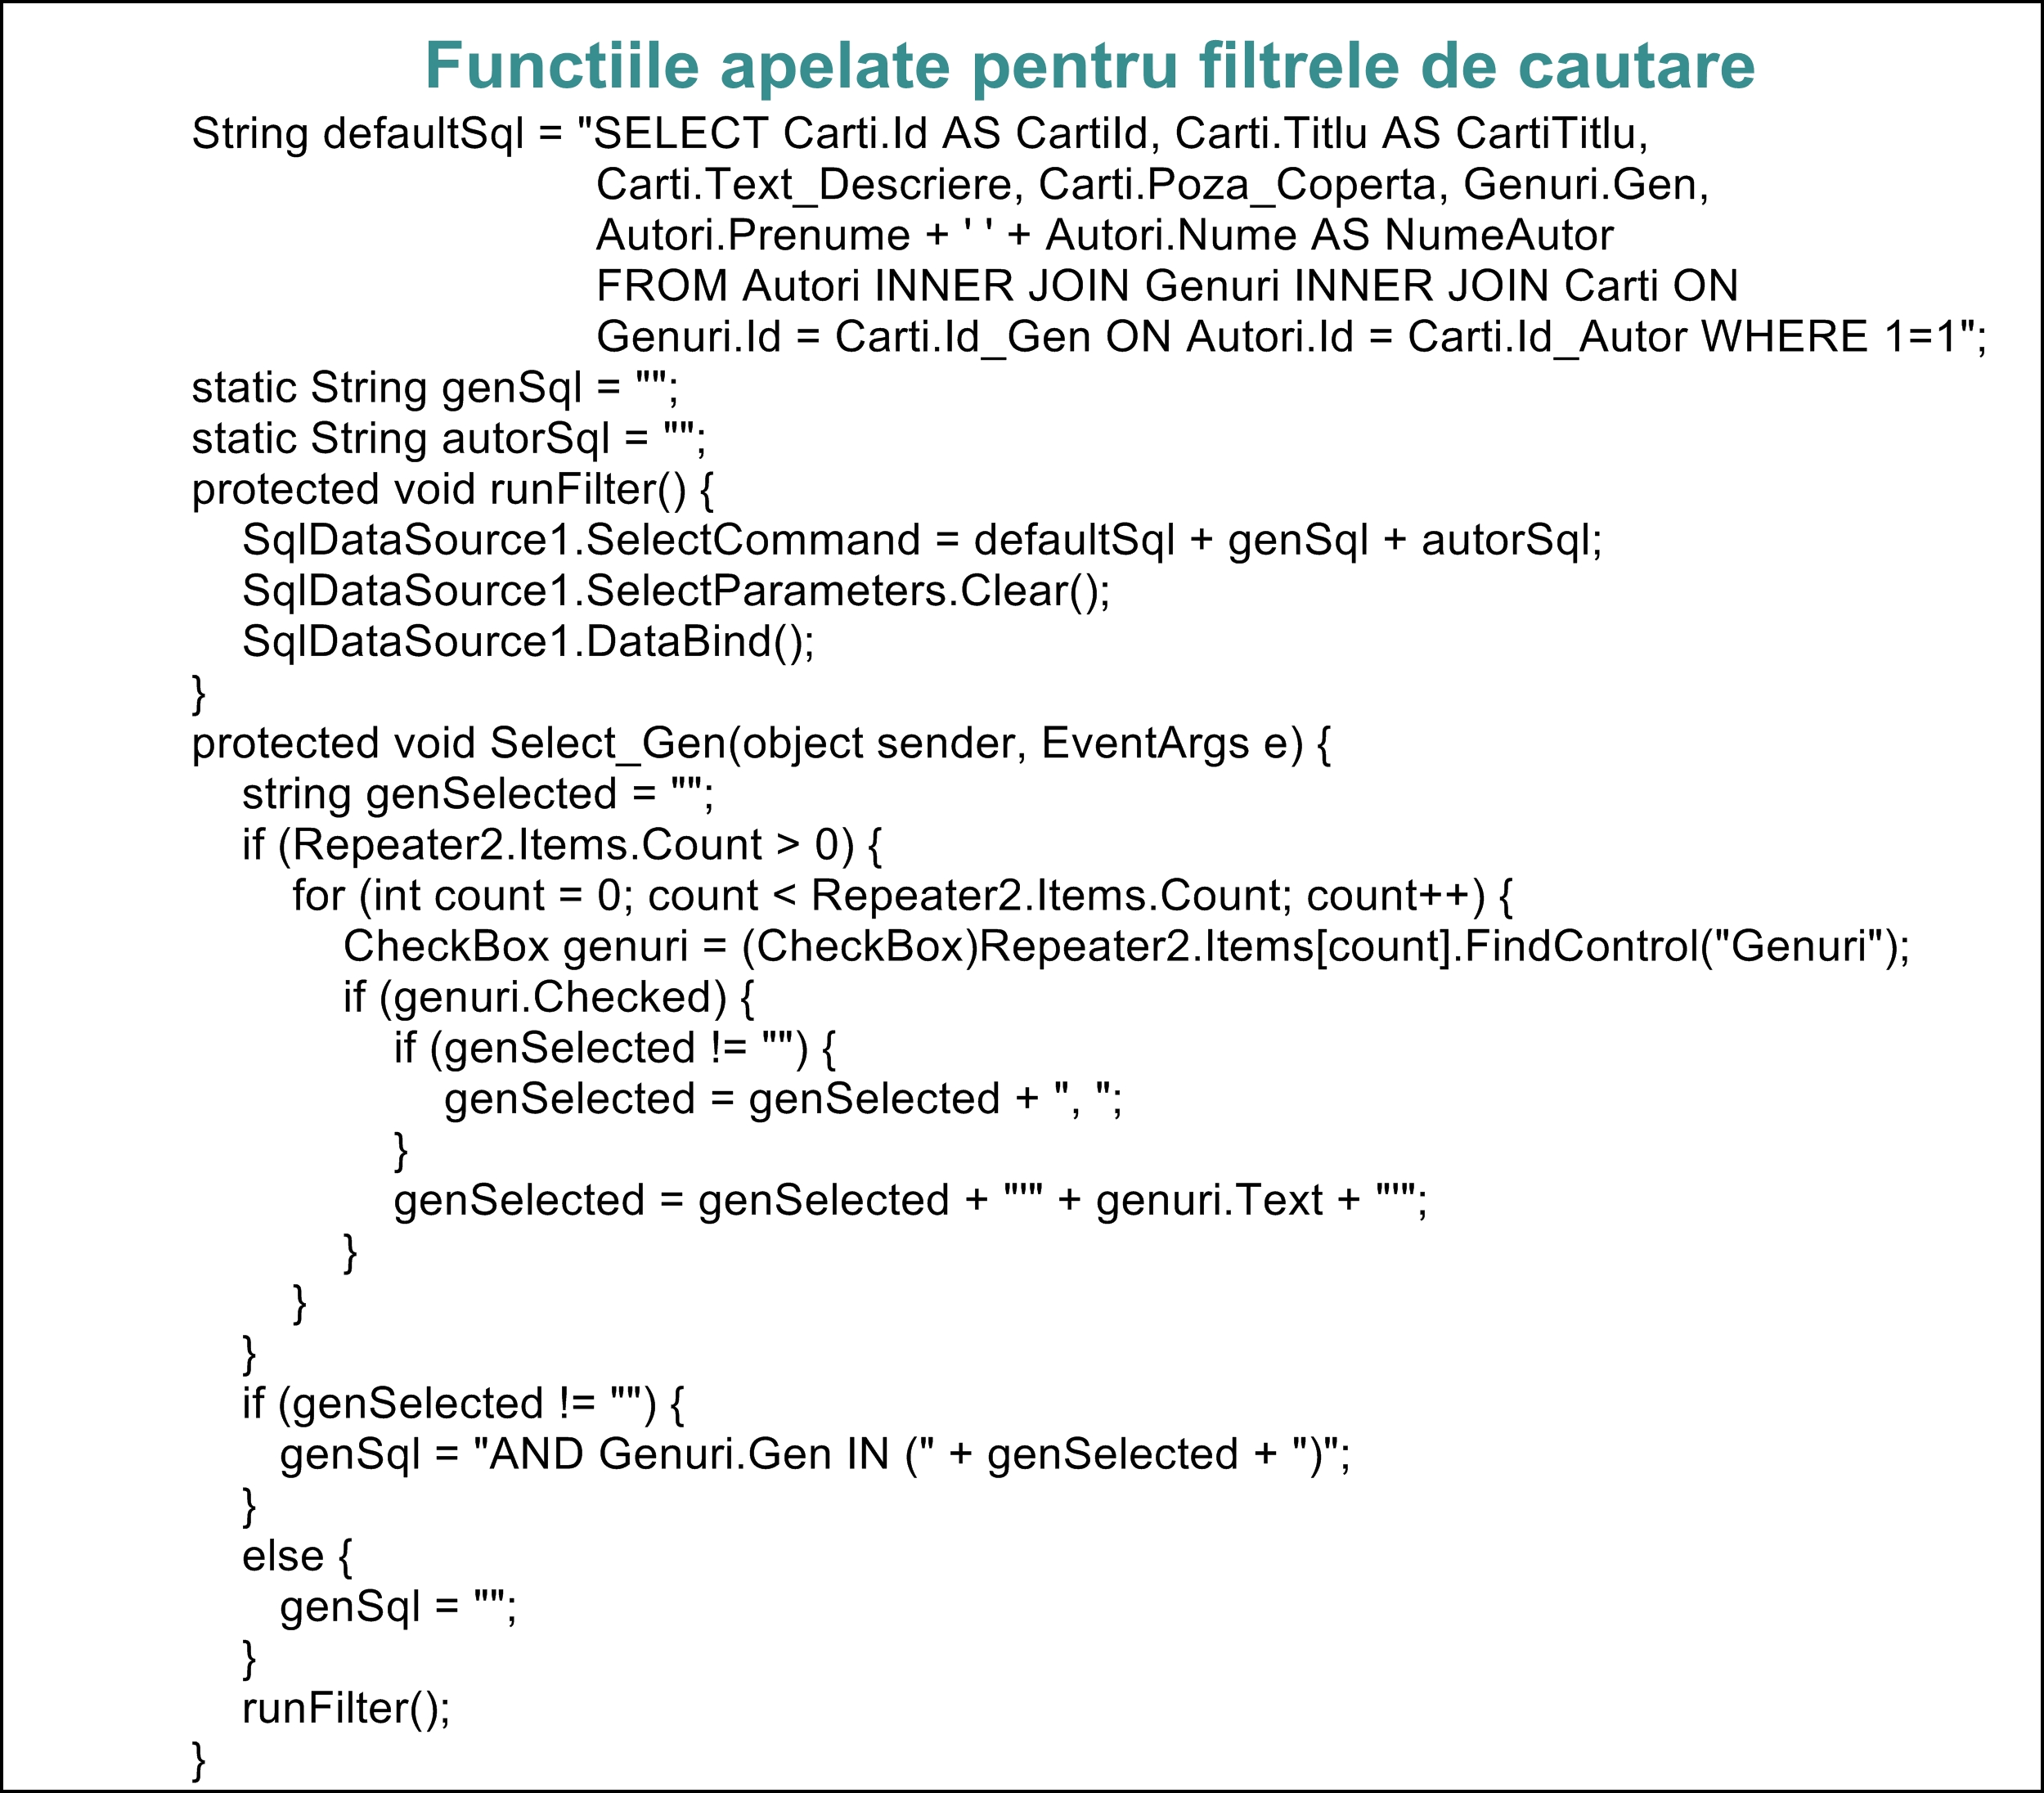 Functiile apelate pentru filtrele de cautare
String defaultSql = "SELECT Carti.Id AS CartiId, Carti.Titlu AS CartiTitlu,
Carti.Text_Descriere, Carti.Poza_Coperta, Genuri.Gen,
Autori.Prenume + ' ' + Autori.Nume AS NumeAutor
FROM Autori INNER JOIN Genuri INNER JOIN Carti ON
Genuri.Id = Carti.Id_Gen ON Autori.Id = Carti.Id_Autor WHERE 1=1";
static String genSql = "";
static String autorSql = "";
protected void runFilter() {
SqlDataSource1.SelectCommand = defaultSql + genSql + autorSql;
SqlDataSource1.SelectParameters.Clear();
SqlDataSource1.DataBind();
}
protected void Select_Gen(object sender, EventArgs e) {
string genSelected = "";
if (Repeater2.Items.Count > 0) {
for (int count = 0; count < Repeater2.Items.Count; count++) {
CheckBox genuri = (CheckBox)Repeater2.Items[count].FindControl("Genuri");
if (genuri.Checked) {
if (genSelected != "") {
genSelected = genSelected + ", ";
}
genSelected = genSelected + "'" + genuri.Text + "'";
}
}
}
if (genSelected != "") {
genSql = "AND Genuri.Gen IN (" + genSelected + ")";
}
else {
genSql = "";
}
runFilter();
}